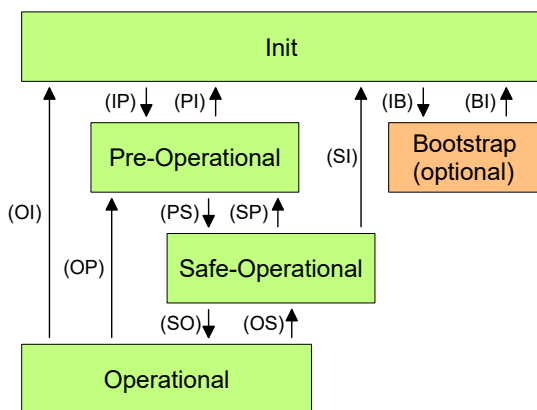 Init
(IP)
(PI)
(IB)
(BI)
Pre-Operational
Bootstrap
(optional)
(SI)
(OI)
(PS)
(SP)
(OP)
Safe-Operational
(SO)
(OS)
Operational